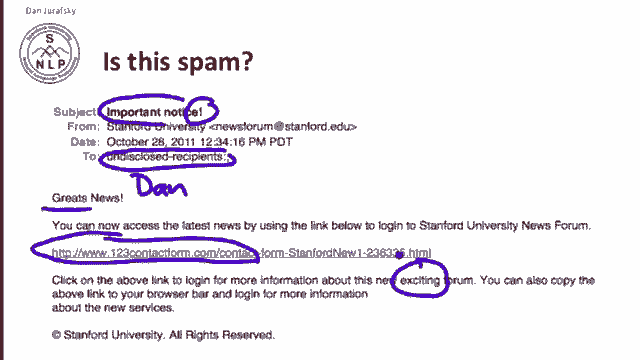 Dan Jurafsky
S
N L P
Is this spam?
Subject: Important notice!
From: Stanford University <newsforum@stanford.edu>
Date: October 28, 2011 12:34:16 PM PDT
To: undisclosed-recipients:;
Dan
Greats News!
You can now access the latest news by using the link below to login to Stanford University News Forum.
http://www.123contactform.com/contact-form-StanfordNew1-236335.html
Click on the above link to login for more information about this new exciting forum. You can also copy the
above link to your browser bar and login for more information
about the new services.
© Stanford University. All Rights Reserved.